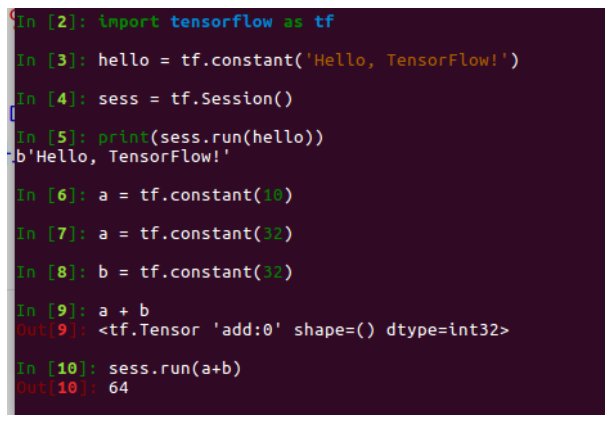 In [2]: import tensorflow as tf
In [3]: hello = tf.constant('Hello, TensorFlow!')
In [4]: sess = tf.Session()
In [5]: print(sess.run(hello))
b'Hello, TensorFlow!'
In [6]: a = tf.constant(10)
In [7]: a = tf.constant(32)
In [8]: b = tf.constant(32)
In [9]: a + b
Out[9]: <tf.Tensor 'add:0' shape=() dtype=int32>
In [10]: sess.run(a+b)
Out[10]: 64